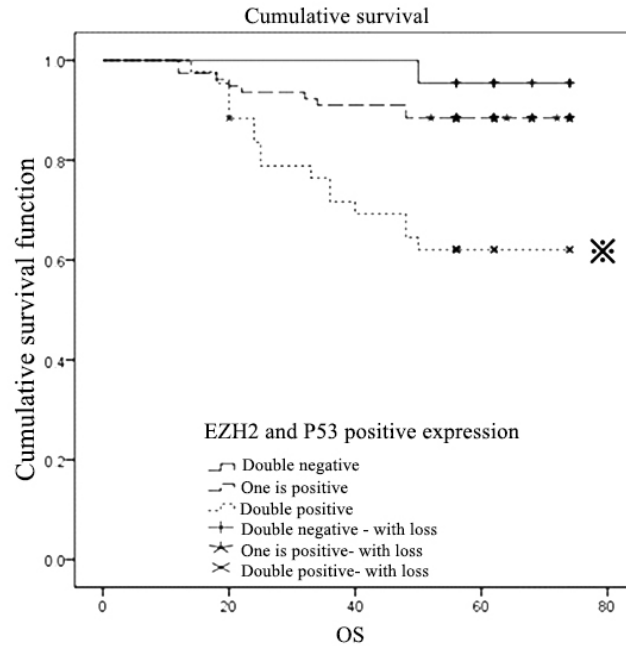 Cumulative survival
Cumulative survival function
1 0
0 8
0 6
0 4
0 2
0 0
※
EZH2 and P53 positive expression
Double negative
One is positive
Double positive
Double negative - with loss
One is positive- with loss
Double positive- with loss
0 20 40 60 80
OS